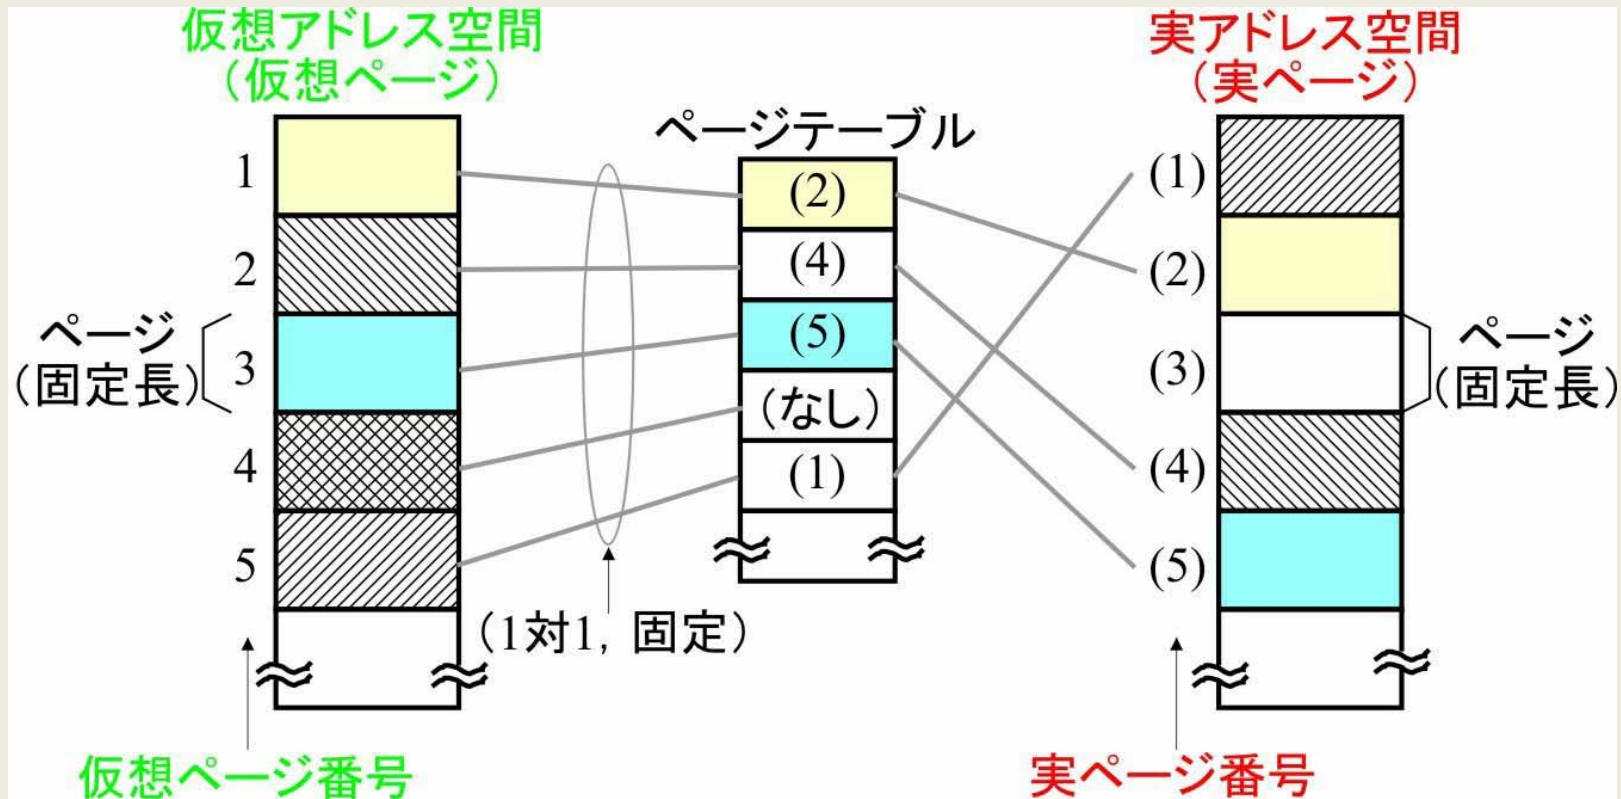 仮想アドレス空間
（仮想ページ）
実アドレス空間
（実ページ）
ページテーブル
1
2
3
4
5
ページ
（固定長）
(2)
(4)
(5)
（なし）
(1)
（1対1，固定）
(1)
(2)
(3)
(4)
(5)
ページ
（固定長）
仮想ページ番号
実ページ番号